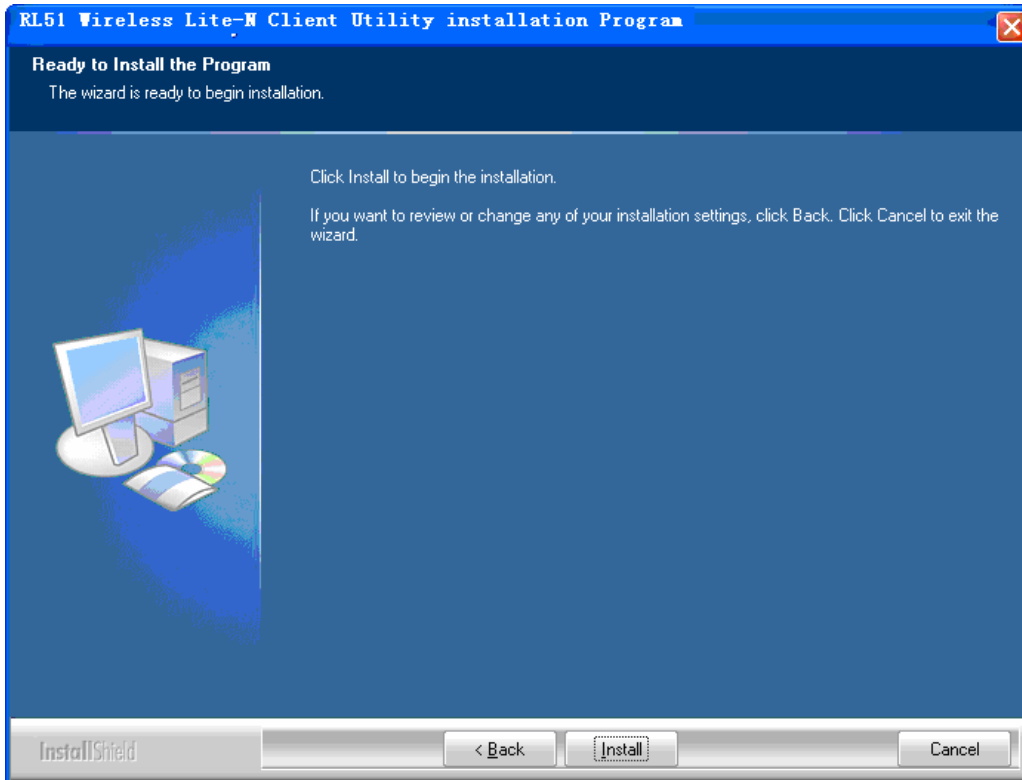 RL51 Wireless Lite-N Client Utility installation Program
Ready to Install the Program
The wizard is ready to begin installation.
Click Install to begin the installation.
If you want to review or change any of your installation settings, click Back. Click Cancel to exit the
wizard.
InstallShield
< Back
Install
Cancel